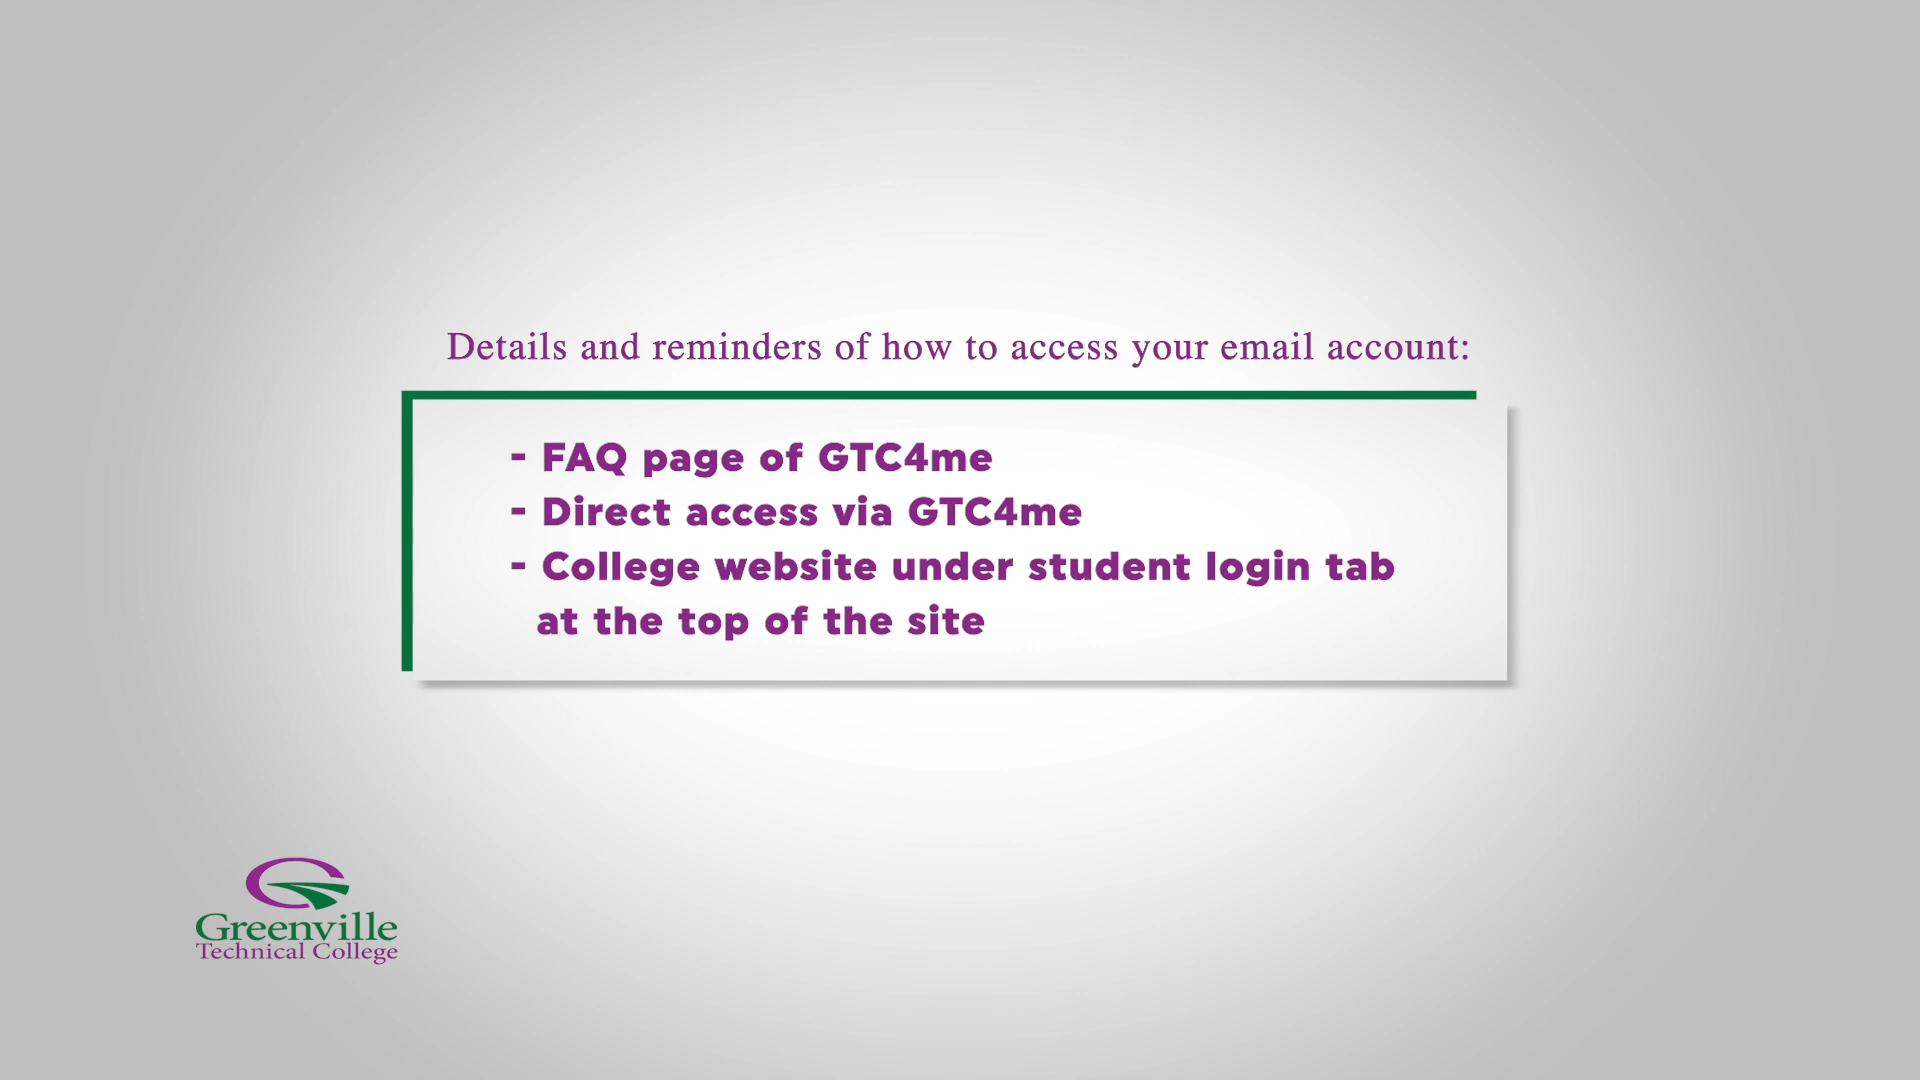 Details and reminders of how to access your email account:
- FAQ page of GTC4me
- Direct access via GTC4me
- College website under student login tab
at the top of the site
Greenville
Technical College